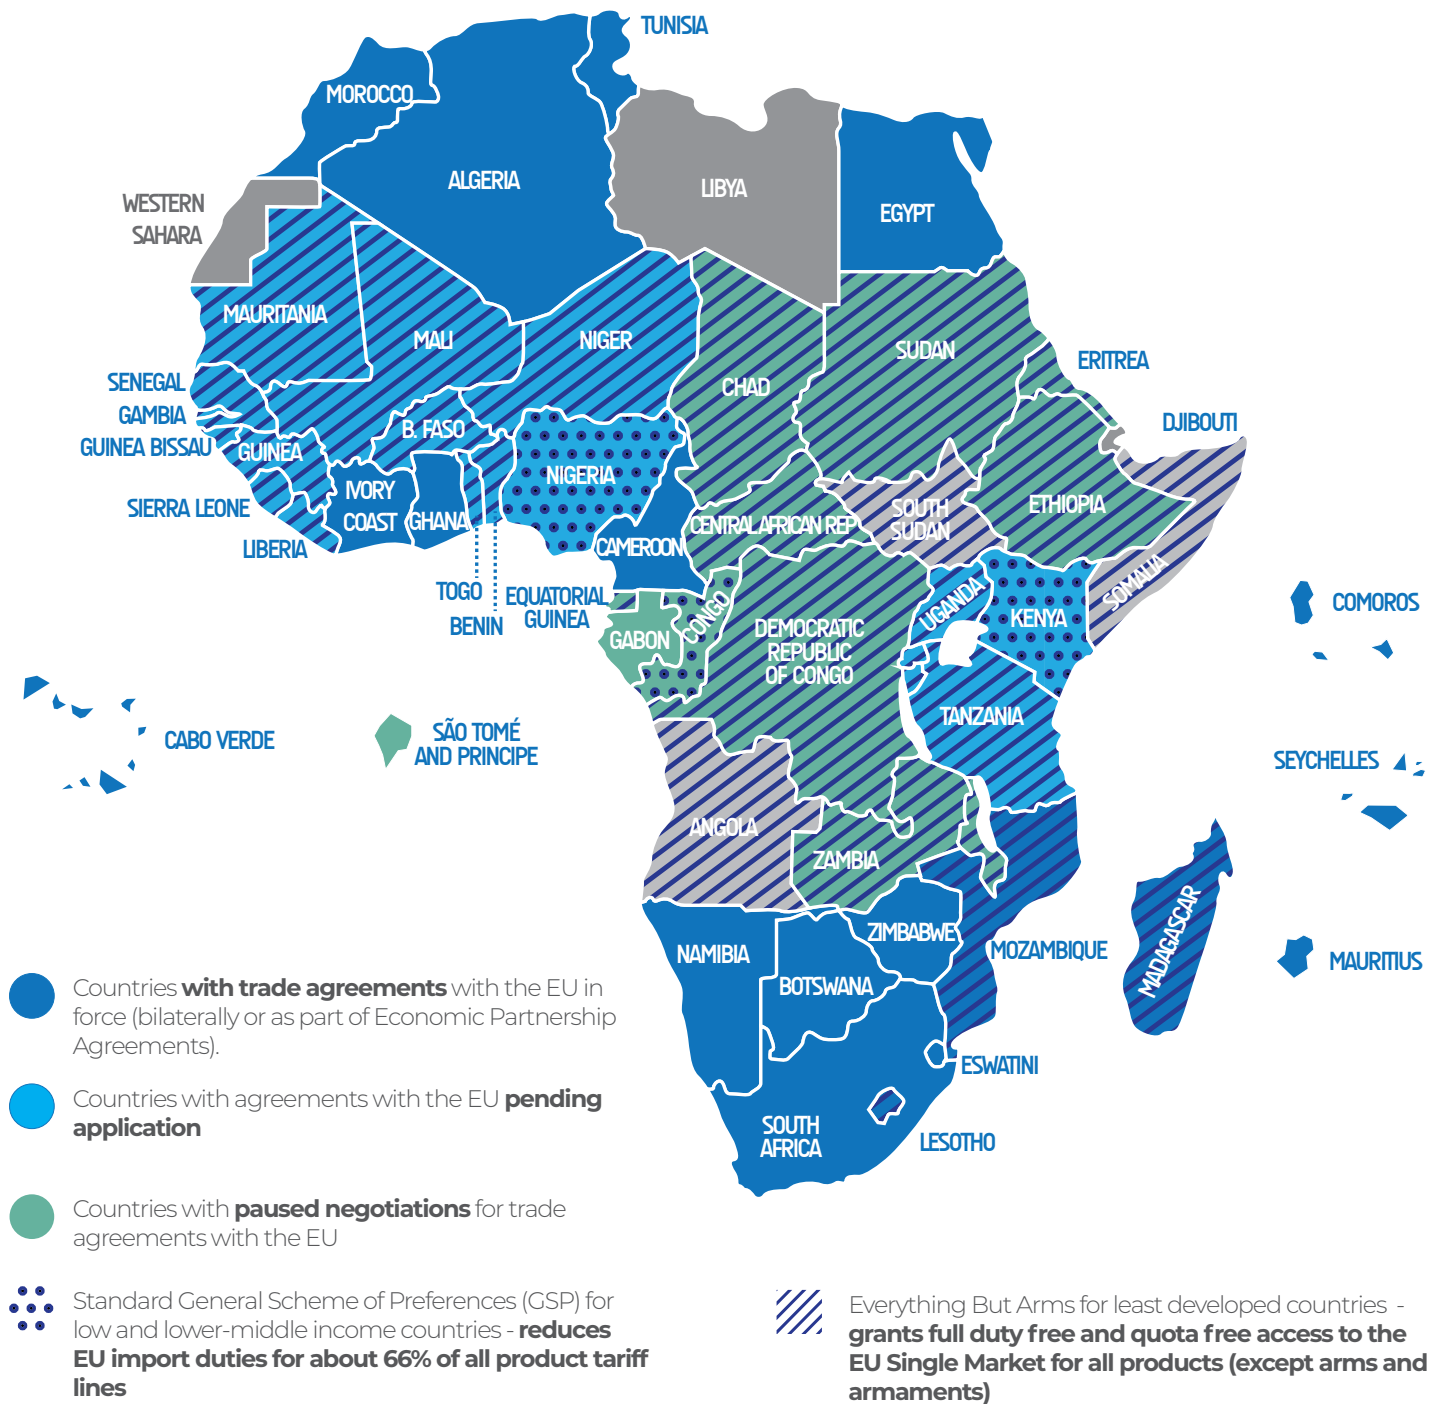 TUNISIA
MOROCCO
ALGERIA
LIBYA
EGYPT
WESTERN
SAHARA
MAURITANIA
MALI
NIGER
SUDAN
CHAD
ERITREA
SENEGAL
GAMBIA
GUINEA BISSAU
GUINEA
B. FASO
DJIBOUTI
NIGERIA
SIERRA LEONE
IVORY
COAST
GHANA
LIBERIA
CAMEROON
CENTRAL AFRICAN REP
SOUTH
SUDAN
ETHIOPIA
SOMALIA
TOGO
BENIN
EQUATORIAL
GUINEA
GABON
CONGO
DEMOCRATIC
REPUBLIC
OF CONGO
UGANDA
KENYA
COMOROS
CABO VERDE
SÃO TOMÉ
AND PRINCIPE
TANZANIA
SEYCHELLES
ANGOLA
ZAMBIA
NAMIBIA
ZIMBABWE
MOZAMBIQUE
MADAGASCAR
MAURITIUS
BOTSWANA
ESWATINI
SOUTH
AFRICA
LESOTHO
Countries with trade agreements with the EU in
force (bilaterally or as part of Economic Partnership
Agreements).
Countries with agreements with the EU pending
application
Countries with paused negotiations for trade
agreements with the EU
Standard General Scheme of Preferences (GSP) for
low and lower-middle income countries - reduces
EU import duties for about 66% of all product tariff
lines
Everything But Arms for least developed countries -
grants full duty free and quota free access to the
EU Single Market for all products (except arms and
armaments)